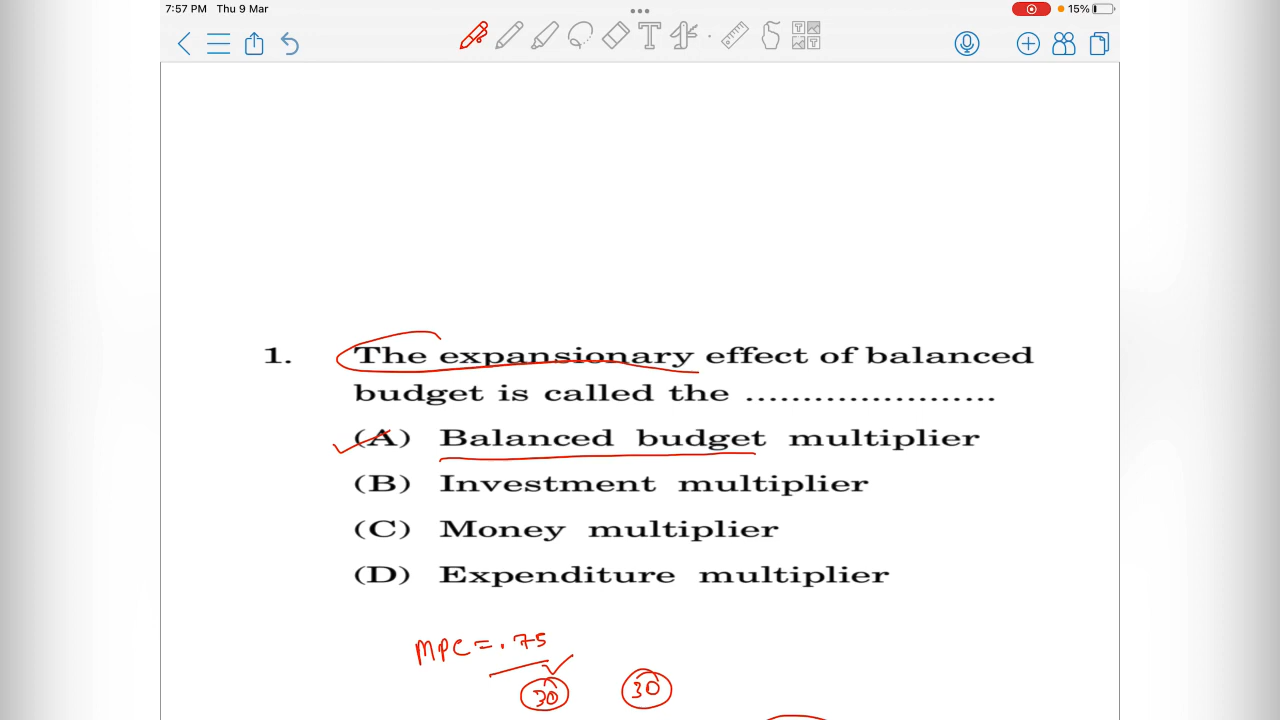 7:57 PM Thu 9 Mar
15%
1. The expansionary effect of balanced
budget is called the ......................
(A) Balanced budget multiplier
(B) Investment multiplier
(C) Money multiplier
(D) Expenditure multiplier
MPC = .75
30 30